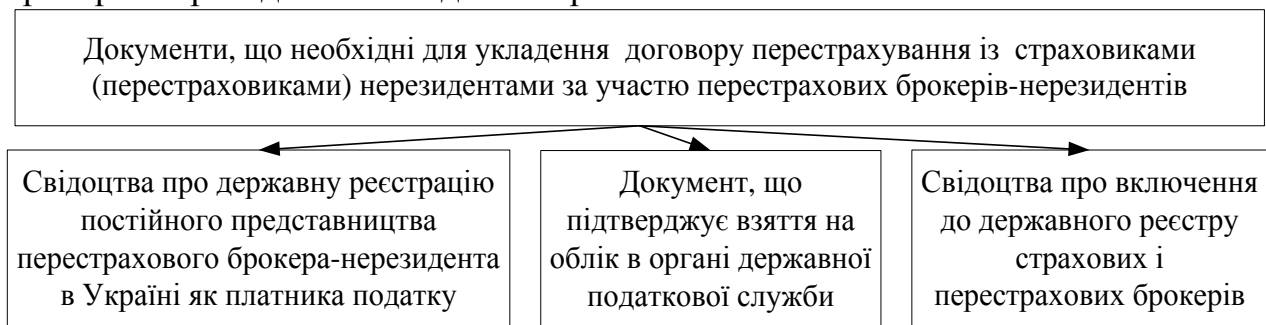 Документи, що необхідні для укладення договору перестрахування із страховиками
(перестраховиками) нерезидентами за участю перестрахових брокерів-нерезидентів
Свідоцтва про державну реєстрацію
постійного представництва
перестрахового брокера-нерезидента
в Україні як платника податку
Документ, що
підтверджує взяття на
облік в органі державної
податкової служби
Свідоцтва про включення
до державного реєстру
страхових і
перестрахових брокерів